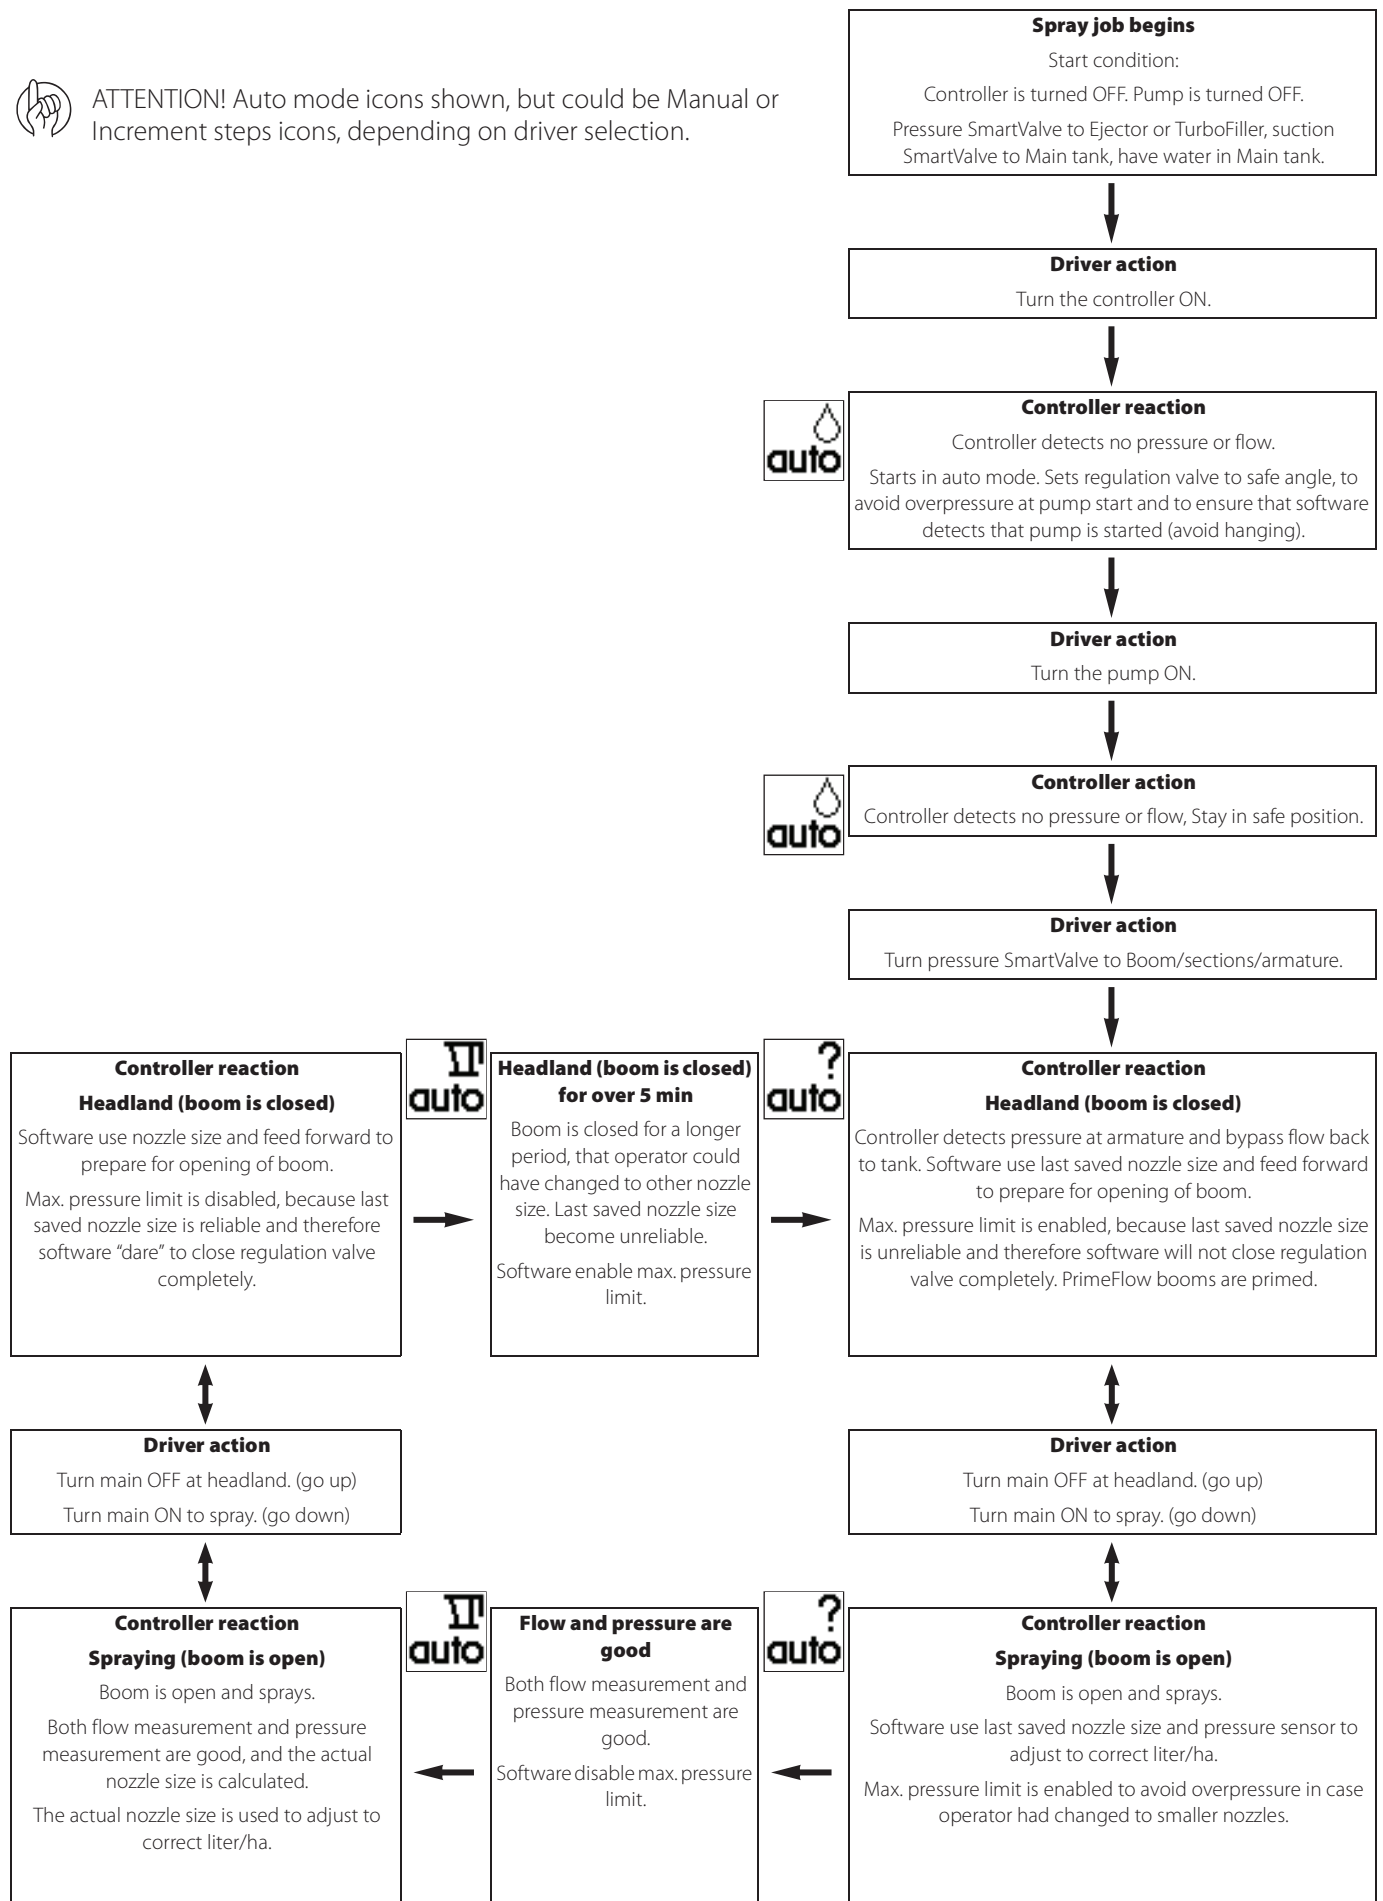 Spray job begins
Start condition:
Controller is turned OFF. Pump is turned OFF.
Pressure SmartValve to Ejector or TurboFiller, suction
SmartValve to Main tank, have water in Main tank.
ATTENTION! Auto mode icons shown, but could be Manual or
Increment steps icons, depending on driver selection.
Driver action
Turn the controller ON.
auto
Controller reaction
Controller detects no pressure or flow.
Starts in auto mode. Sets regulation valve to safe angle, to
avoid overpressure at pump start and to ensure that software
detects that pump is started (avoid hanging).
Driver action
Turn the pump ON.
auto
Controller action
Controller detects no pressure or flow, Stay in safe position.
Driver action
Turn pressure SmartValve to Boom/sections/armature.
Controller reaction
Headland (boom is closed)
Software use nozzle size and feed forward to
prepare for opening of boom.
Max. pressure limit is disabled, because last
saved nozzle size is reliable and therefore
software “dare” to close regulation valve
completely.
auto
Headland (boom is closed)
for over 5 min
Boom is closed for a longer
period, that operator could
have changed to other nozzle
size. Last saved nozzle size
become unreliable.
Software enable max. pressure
limit.
?
auto
Controller reaction
Headland (boom is closed)
Controller detects pressure at armature and bypass flow back
to tank. Software use last saved nozzle size and feed forward
to prepare for opening of boom.
Max. pressure limit is enabled, because last saved nozzle size
is unreliable and therefore software will not close regulation
valve completely. PrimeFlow booms are primed.
Driver action
Turn main OFF at headland. (go up)
Turn main ON to spray. (go down)
Driver action
Turn main OFF at headland. (go up)
Turn main ON to spray. (go down)
Controller reaction
Spraying (boom is open)
Boom is open and sprays.
Both flow measurement and pressure
measurement are good, and the actual
nozzle size is calculated.
The actual nozzle size is used to adjust to
correct liter/ha.
auto
Flow and pressure are
good
Both flow measurement and
pressure measurement are
good.
Software disable max. pressure
limit.
?
auto
Controller reaction
Spraying (boom is open)
Boom is open and sprays.
Software use last saved nozzle size and pressure sensor to
adjust to correct liter/ha.
Max. pressure limit is enabled to avoid overpressure in case
operator had changed to smaller nozzles.